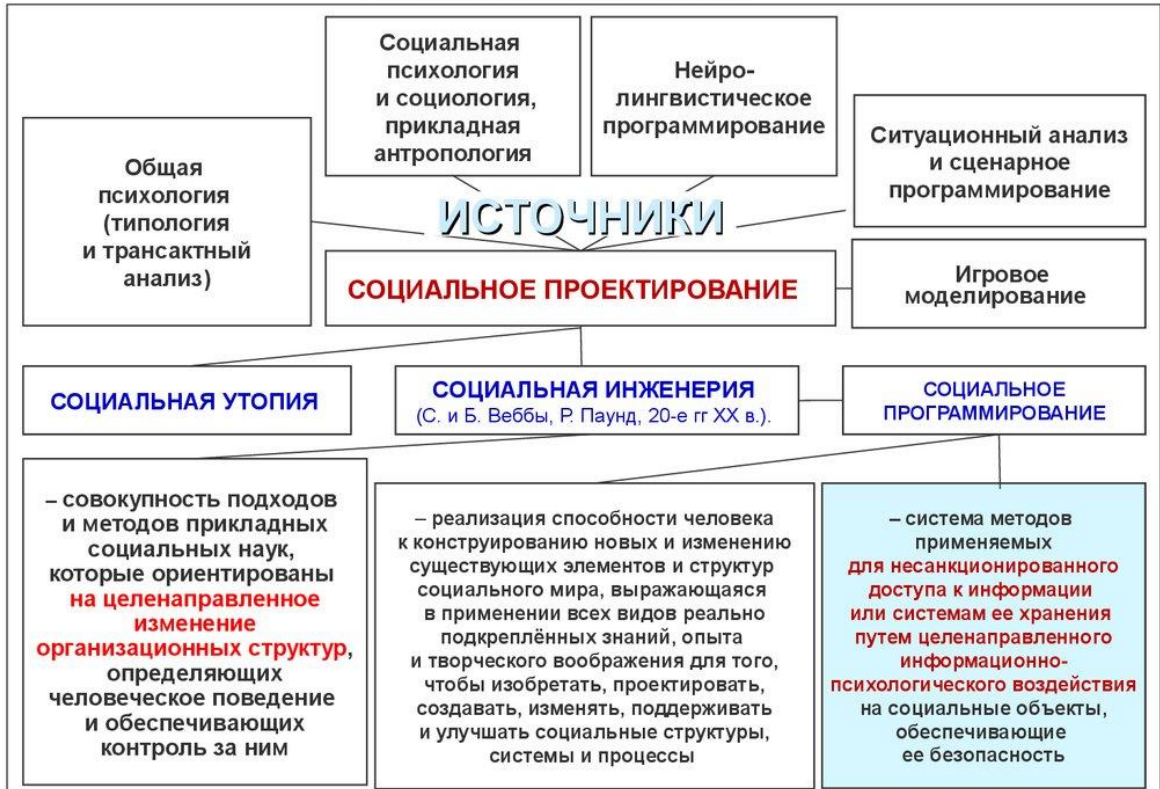 Социальная
психология
и социология,
прикладная
антропология
Нейро-
лингвистическое
программирование
Общая
психология
(типология
и трансактный
анализ)
Ситуационный анализ
и сценарное
программирование
ИСТОЧНИКИ
СОЦИАЛЬНОЕ ПРОЕКТИРОВАНИЕ
Игровое
моделирование
СОЦИАЛЬНАЯ УТОПИЯ
СОЦИАЛЬНАЯ ИНЖЕНЕРИЯ
(С. и Б. Веббы, Р. Паунд, 20-е гг XX в.).
СОЦИАЛЬНОЕ
ПРОГРАММИРОВАНИЕ
– совокупность подходов
и методов прикладных
социальных наук,
которые ориентированы
на целенаправленное
изменение
организационных структур,
определяющих
человеческое поведение
и обеспечивающих
контроль за ним
– реализация способности человека
к конструированию новых и изменению
существующих элементов и структур
социального мира, выражающаяся
в применении всех видов реально
подкреплённых знаний, опыта
и творческого воображения для того,
чтобы изобретать, проектировать,
создавать, изменять, поддерживать
и улучшать социальные структуры,
системы и процессы
– система методов
применяемых
для несанкционированного
доступа к информации
или системам ее хранения
путем целенаправленного
информационно-
психологического воздействия
на социальные объекты,
обеспечивающие
ее безопасность